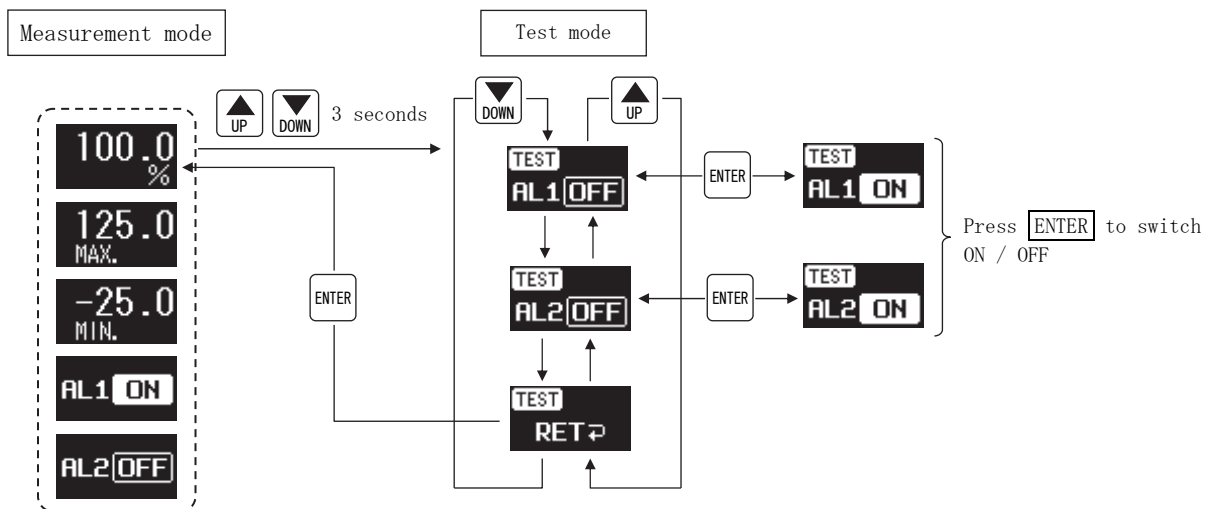 Measurement mode
Test mode
UP DOWN 3 seconds
DOWN
UP
100.0
%
125.0
MAX.
-25.0
MIN.
AL1 ON
AL2 OFF
ENTER
TEST
AL1 OFF
ENTER
TEST
AL1 ON
TEST
AL2 OFF
ENTER
TEST
AL2 ON
TEST
RET
Press ENTER to switch
ON / OFF